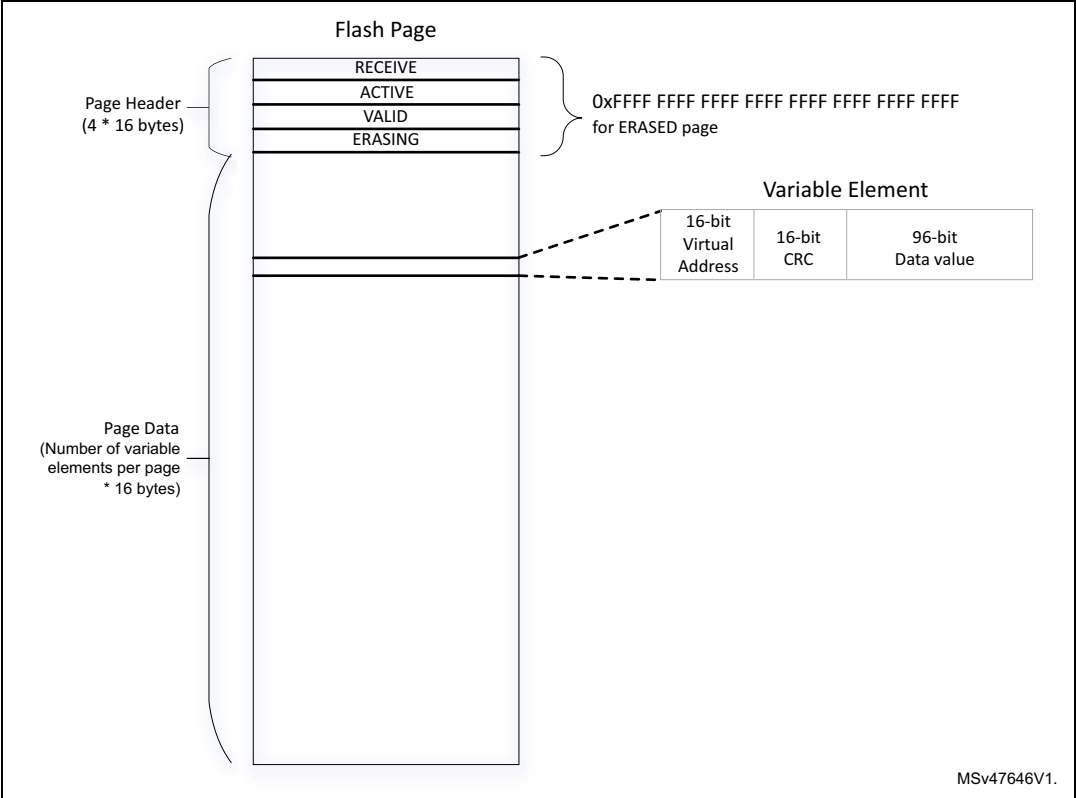 Flash Page
RECEIVE
ACTIVE
VALID
ERASING
Page Header
(4 * 16 bytes)
0xFFFF FFFF FFFF FFFF FFFF FFFF FFFF FFFF
for ERASED page
Variable Element
16-bit
Virtual
Address
16-bit
CRC
96-bit
Data value
Page Data
(Number of variable
elements per page
* 16 bytes)
MSv47646V1.